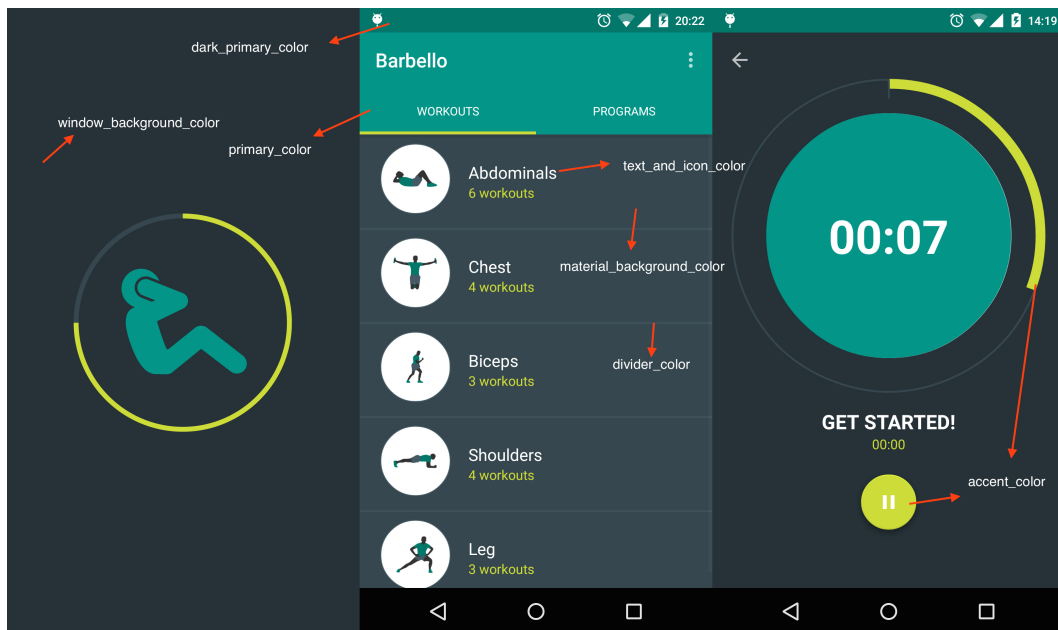 dark_primary_color
window_background_color
primary_color
20:22
Barbello
WORKOUTS
PROGRAMS
Abdominals
6 workouts
text_and_icon_color
Chest
4 workouts
material_background_color
Biceps
3 workouts
divider_color
Shoulders
4 workouts
Leg
3 workouts
14:19
00:07
GET STARTED!
00:00
accent_color